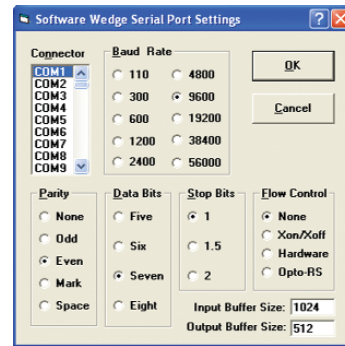 Software Wedge Serial Port Settings
Connector
COM1
COM2
COM3
COM4
COM5
COM6
COM7
COM8
COM9
Baud Rate
110
300
600
1200
2400
4800
9600
19200
38400
56000
OK
Cancel
Parity
None
Odd
Even
Mark
Space
Data Bits
Five
Six
Seven
Eight
Stop Bits
1
1.5
2
Flow Control
None
Xon/Xoff
Hardware
Opto-RS
Input Buffer Size: 1024
Output Buffer Size: 512